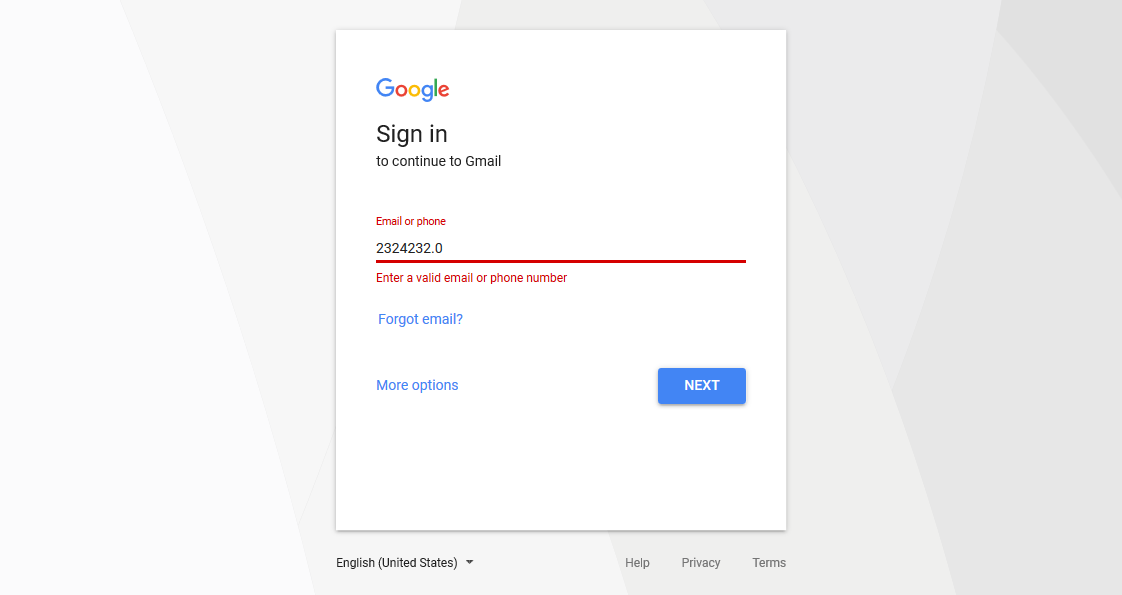 Google
Sign in
to continue to Gmail
Email or phone
2324232.0
Enter a valid email or phone number
Forgot email?
More options
NEXT
English (United States)
Help
Privacy
Terms